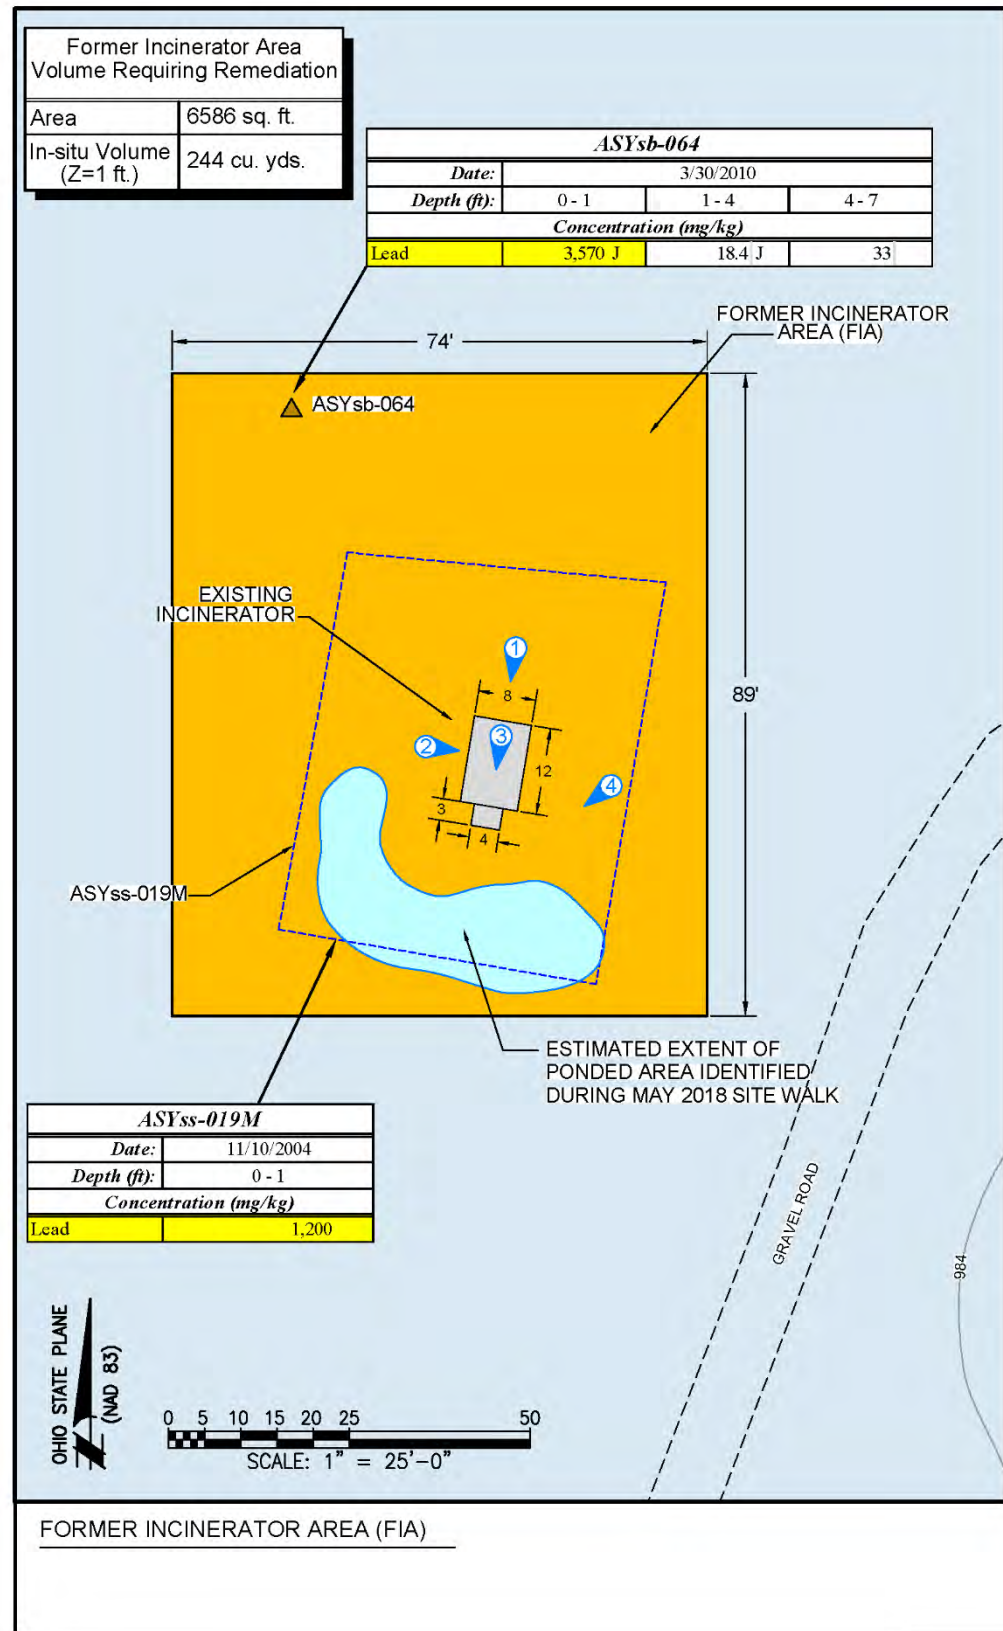 Former Incinerator Area
Volume Requiring Remediation
Area 6586 sq. ft.
In-situ Volume
(Z=1 ft.) 244 cu. yds.
ASYsb-064
Date: 3/30/2010
Depth (ft): 0 - 1 1 - 4 4 - 7
Concentration (mg/kg)
Lead 3,570 J 18.4 J 33
FORMER INCINERATOR
AREA (FIA)
74'
ASYsb-064
EXISTING
INCINERATOR
1
8
89'
2
3
12
4
3
4
ASYss-019M
ESTIMATED EXTENT OF
PONDED AREA IDENTIFIED
DURING MAY 2018 SITE WALK
ASYss-019M
Date: 11/10/2004
Depth (ft): 0 - 1
Concentration (mg/kg)
Lead 1,200
GRAVEL ROAD
984
OHIO STATE PLANE
(NAD 83)
0 5 10 15 20 25 50
SCALE: 1" = 25'-0"
FORMER INCINERATOR AREA (FIA)